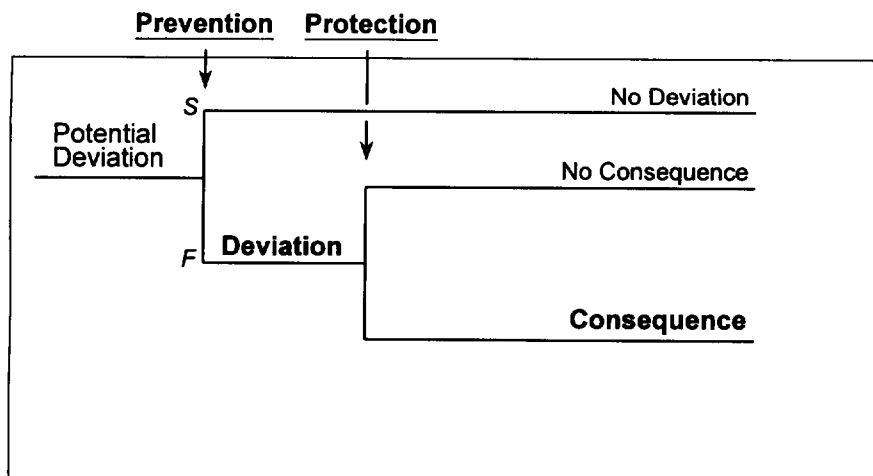 Prevention Protection
S
No Deviation
Potential
Deviation
No Consequence
F
Deviation
Consequence